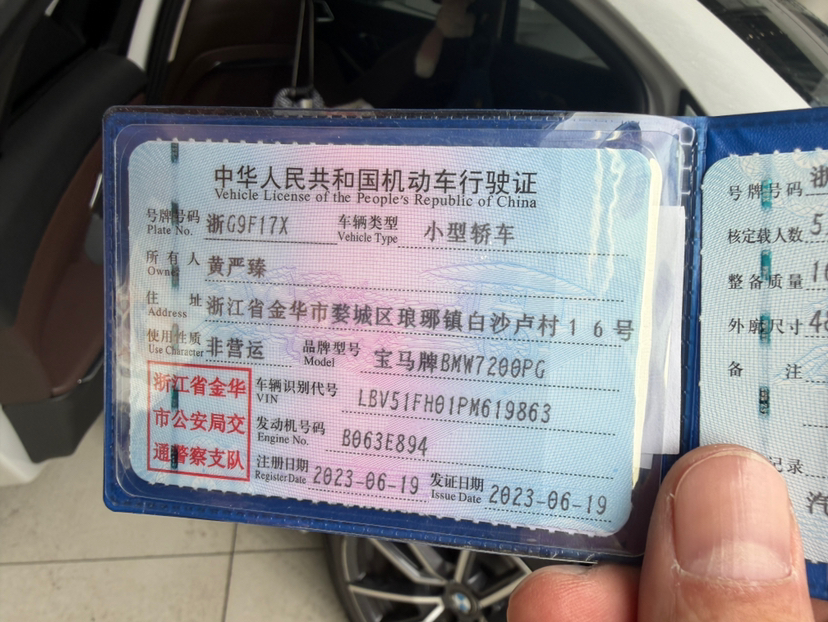 中华人民共和国机动车行驶证
Vehicle License of the People's Republic of China
号牌号码 浙G9F17X 车辆类型 小型轿车
Plate No. Vehicle Type
所有人 黄严臻
Owner
住址 浙江省金华市婺城区琅琊镇白沙卢村16号
Address
使用性质 非营运 品牌型号 宝马牌BMW7200PG
Use Character Model
浙江省金华
市公安局交
通警察支队
车辆识别代号 LBV51FH01PM619863
VIN
发动机号码 B063E894
Engine No.
注册日期 2023-06-19 发证日期 2023-06-19
Register Date Issue Date
号牌号码 浙
核定载人数 5
整备质量 1
外廓尺寸 48
备注
记录
汽